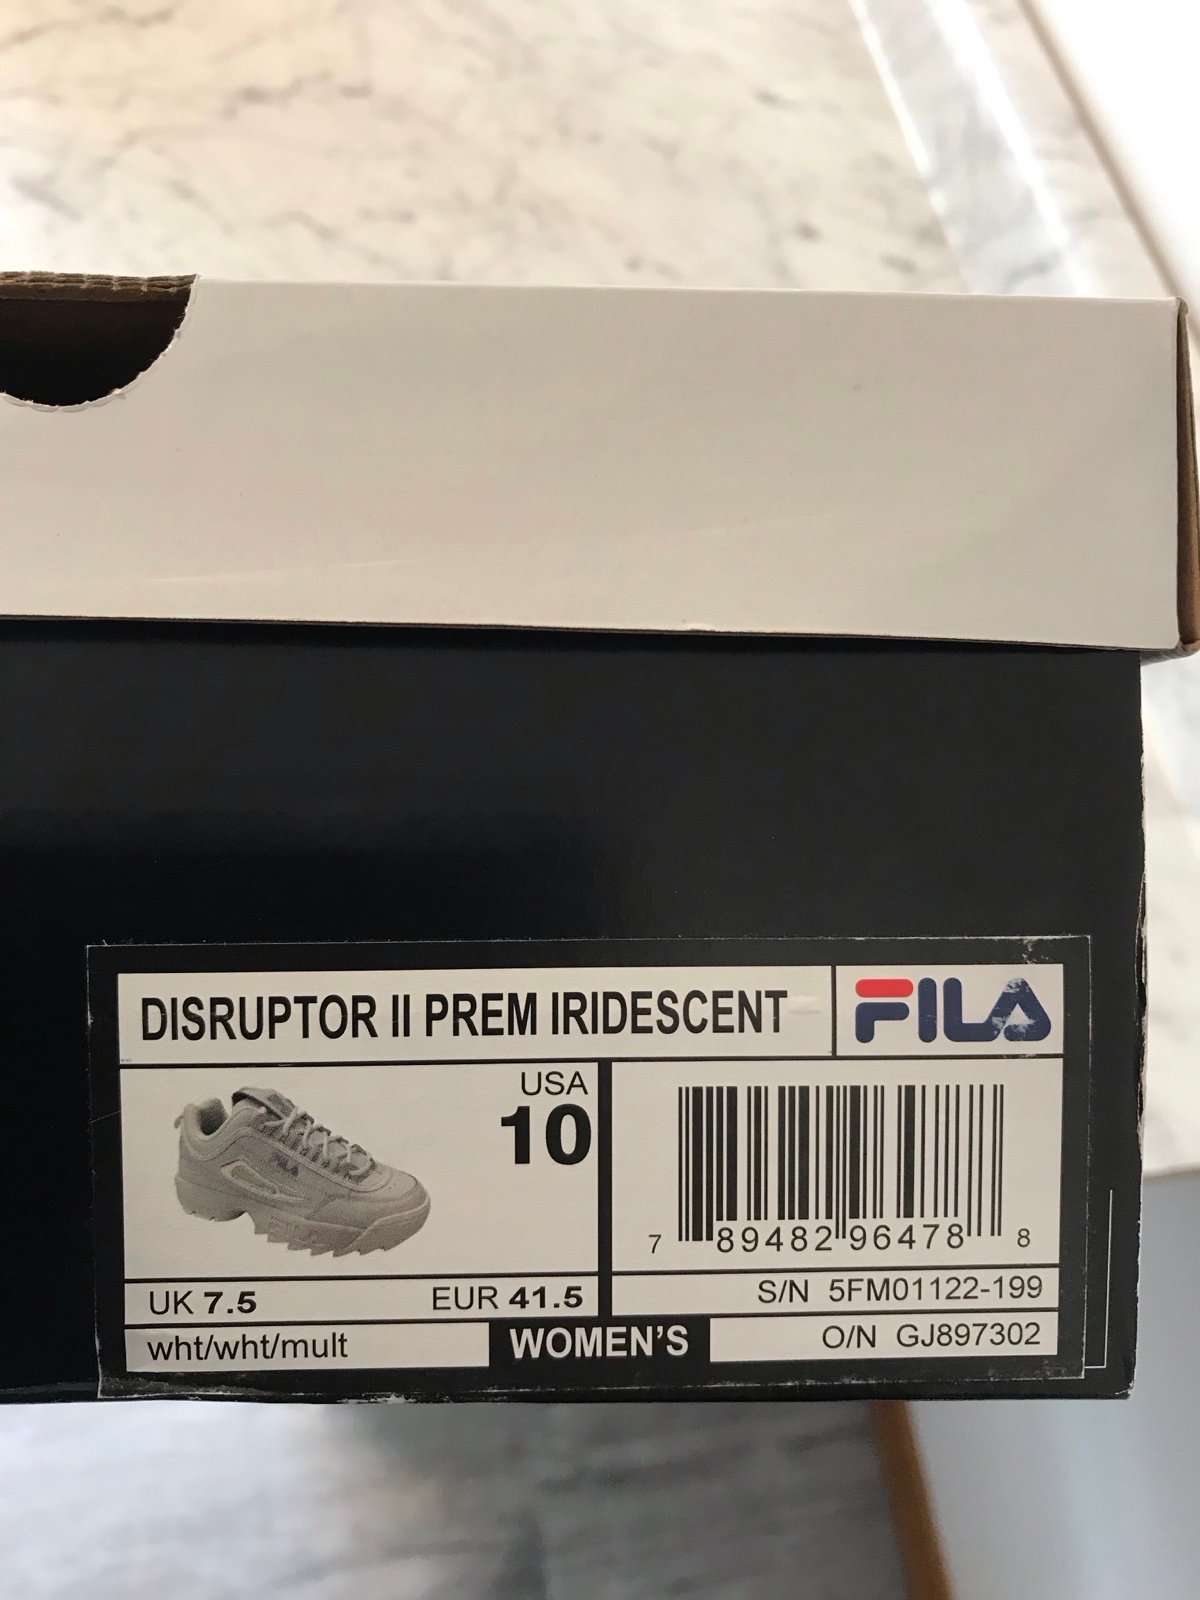 DISRUPTOR II PREM IRIDESCENT
FILA
USA
10
FILA
7 89482 96478 8
UK 7.5 EUR 41.5
S/N 5FM01122-199
wht/wht/mult
WOMEN'S
O/N GJ897302